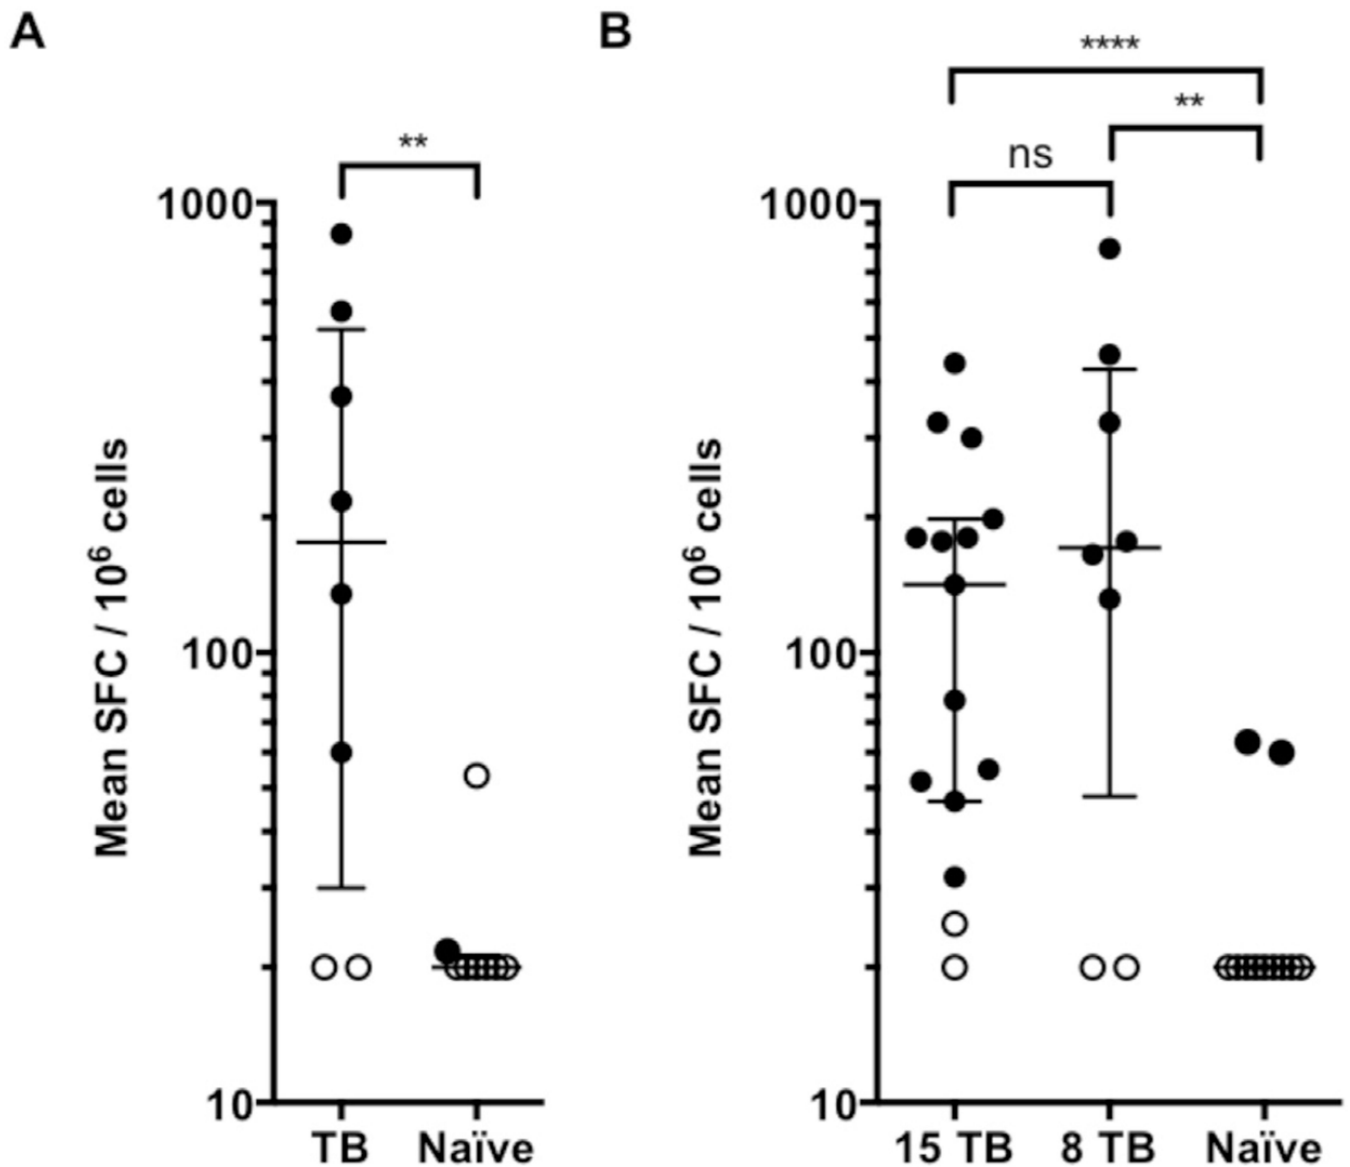 A
**
1000
100
10
Mean SFC / 10⁶ cells
TB Naïve
B
****
**
ns
1000
100
10
Mean SFC / 10⁶ cells
15 TB 8 TB Naïve